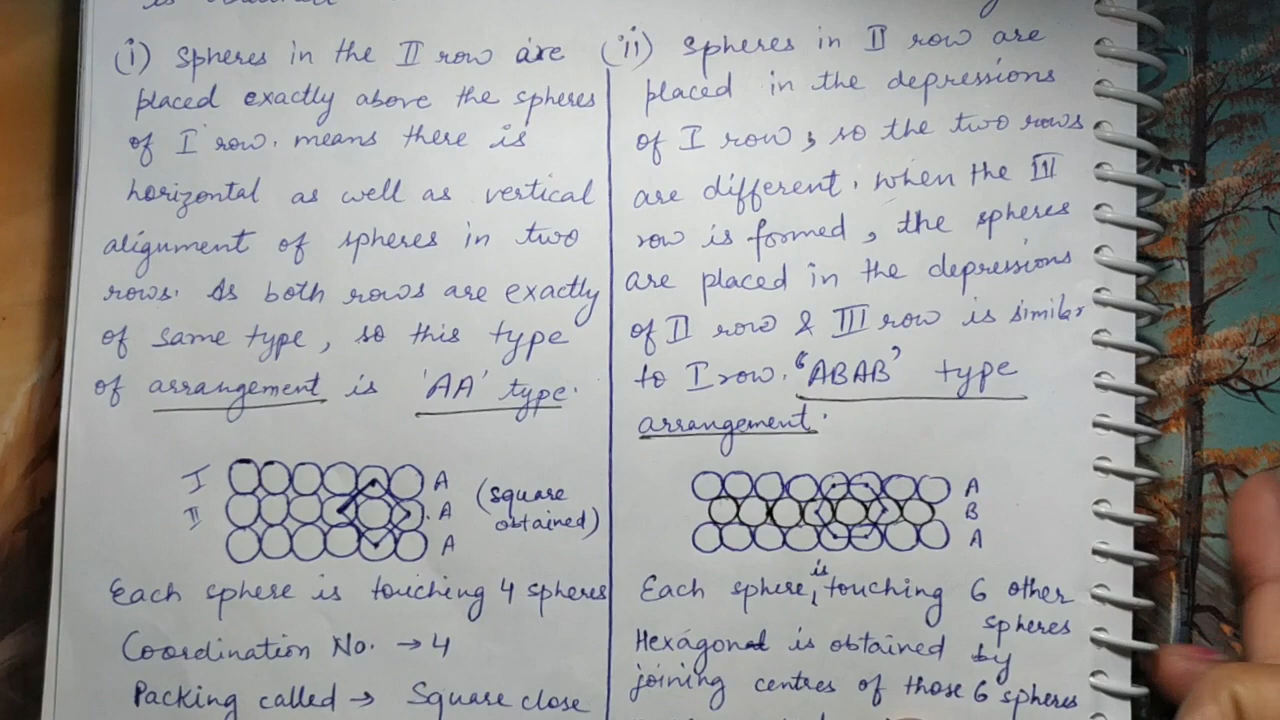 is
(i) Spheres in the II row are
placed exactly above the spheres
of I row. means there is
horizontal as well as vertical
alignment of spheres in two
rows. As both rows are exactly
of same type, so this type
of arrangement is 'AA' type.
I A
II A
A
(square
obtained)
Each sphere is touching 4 spheres
Coordination No. → 4
Packing called → Square close
(ii) Spheres in II row are
placed in the depressions
of I row, so the two rows
are different. When the III
row is formed, the spheres
are placed in the depressions
of II row & III row is similar
to I row. "ABAB" type
arrangement.
A
B
A
Each sphere is touching 6 other
spheres
Hexagonal is obtained by
joining centres of those 6 spheres